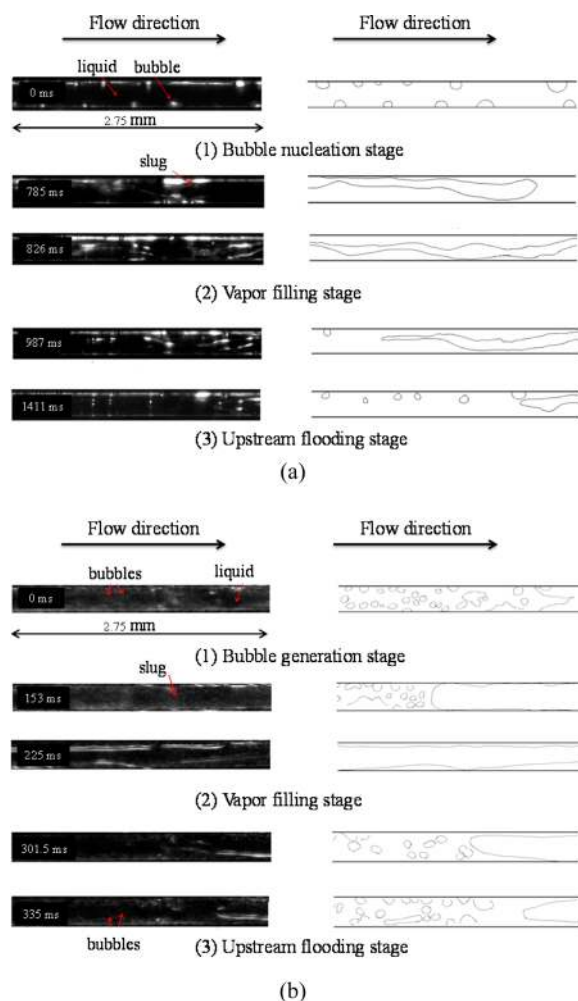 Flow direction Flow direction
liquid bubble
0 ms
2.75 mm
(1) Bubble nucleation stage
slug
785 ms
826 ms
(2) Vapor filling stage
987 ms
1411 ms
(3) Upstream flooding stage
(a)
Flow direction Flow direction
bubbles liquid
0 ms
2.75 mm
(1) Bubble generation stage
slug
153 ms
225 ms
(2) Vapor filling stage
301.5 ms
335 ms
bubbles (3) Upstream flooding stage
(b)